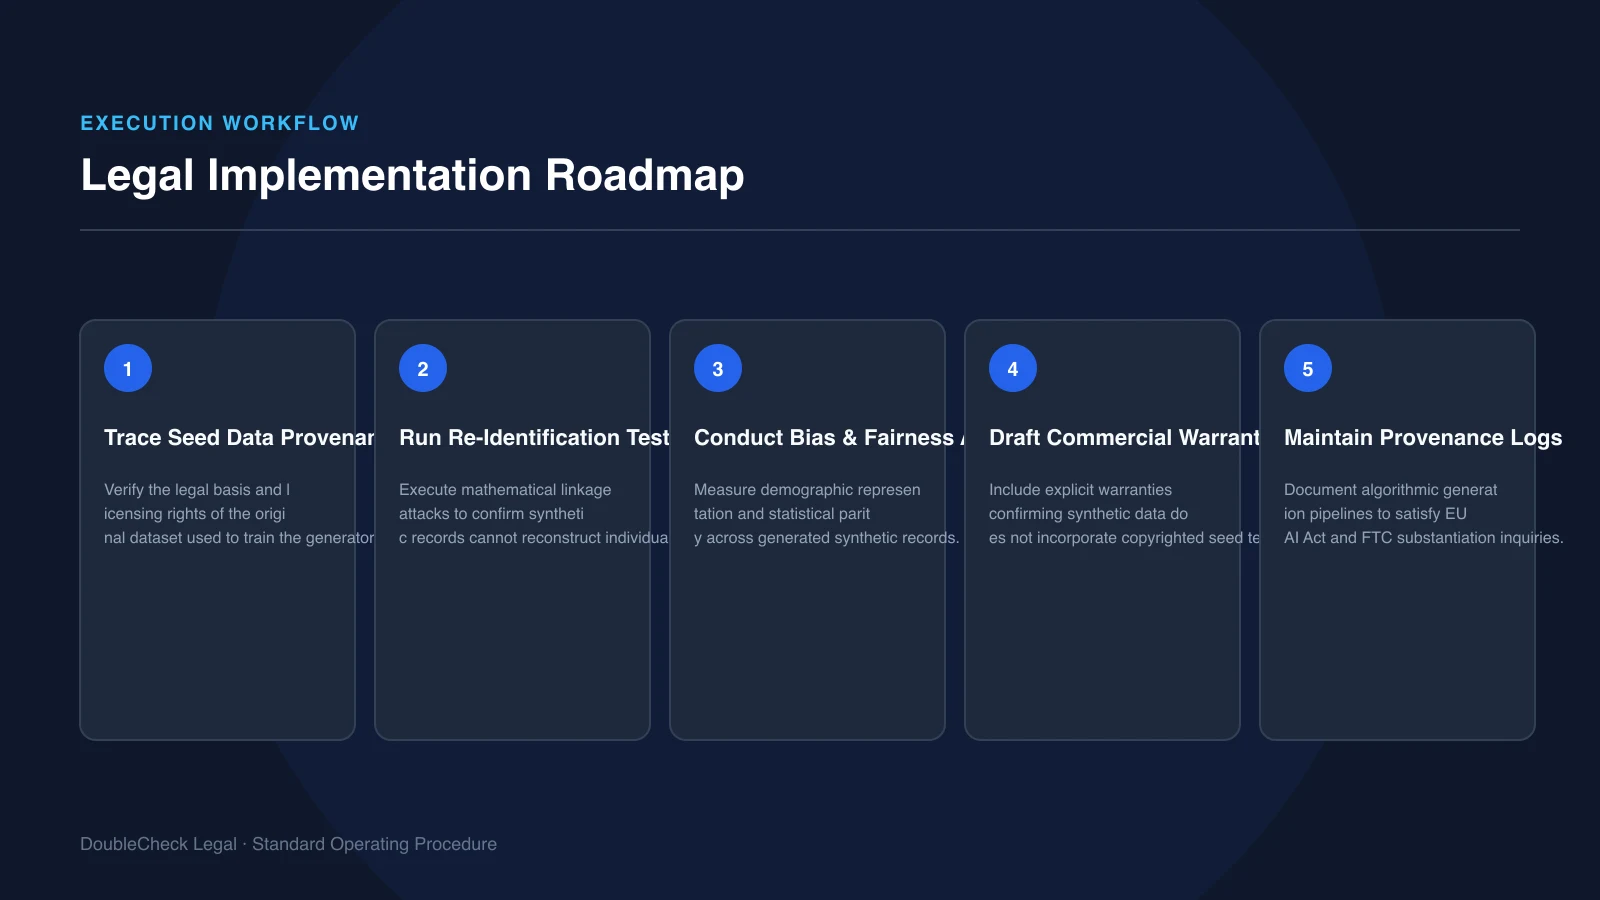 EXECUTION WORKFLOW
Legal Implementation Roadmap
1
Trace Seed Data Provenan
Verify the legal basis and l
icensing rights of the origi
nal dataset used to train the generator
2
Run Re-Identification Test
Execute mathematical linkage
attacks to confirm syntheti
c records cannot reconstruct individua
3
Conduct Bias & Fairness
Measure demographic represen
tation and statistical parit
y across generated synthetic records.
4
Draft Commercial Warrant
Include explicit warranties
confirming synthetic data do
es not incorporate copyrighted seed te
5
Maintain Provenance Logs
Document algorithmic generat
ion pipelines to satisfy EU
AI Act and FTC substantiation inquiries.
DoubleCheck Legal · Standard Operating Procedure